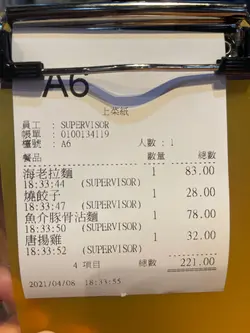 A6
上菜紙
員工 : SUPERVISOR
帳單 : 0100134119
檯號 : A6 人數 : 1
餐品 數量 總數
海老拉麵 1 83.00
18:33:44 (SUPERVISOR)
燒餃子 1 28.00
18:33:47 (SUPERVISOR)
魚介豚骨沾麵 1 78.00
18:33:50 (SUPERVISOR)
唐揚雞 1 32.00
18:33:52 (SUPERVISOR)
4 項目 221.00
2021/04/08 18:33:55